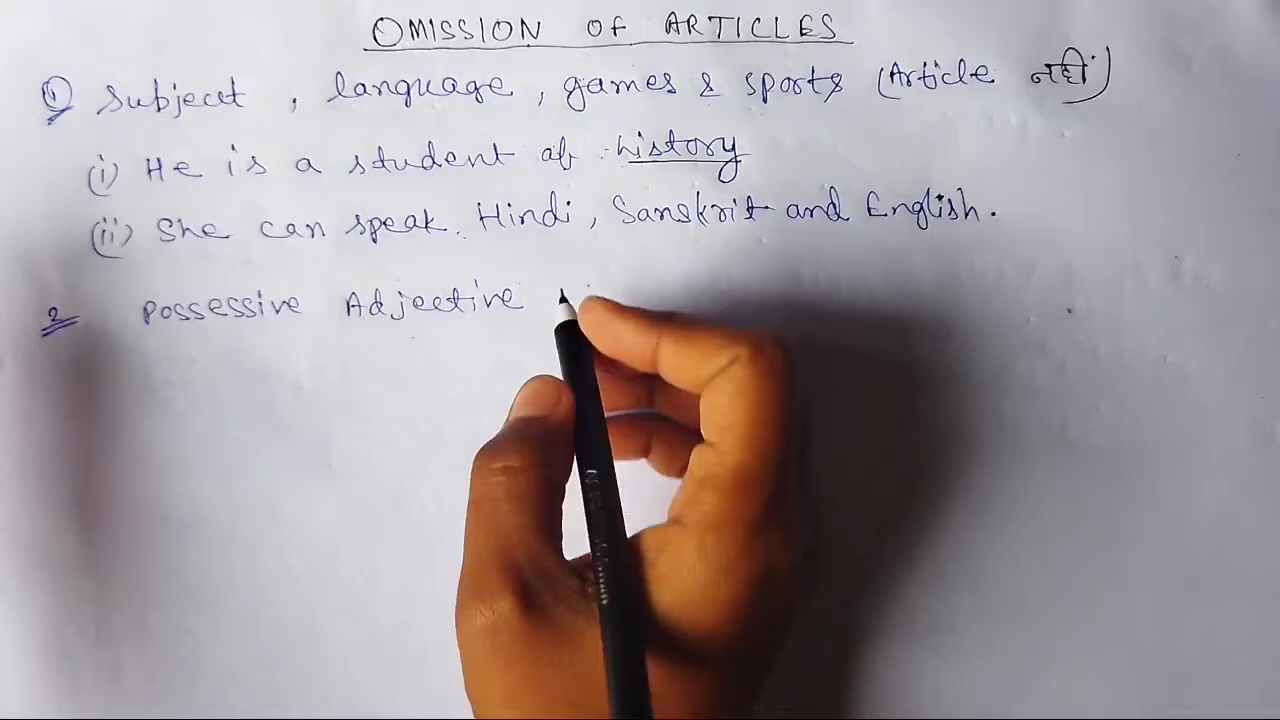 OMISSION OF ARTICLES
① Subject, language, games & sports (Article नहीं)
(i) He is a student of history
(ii) She can speak Hindi, Sanskrit and English.
2 Possessive Adjective